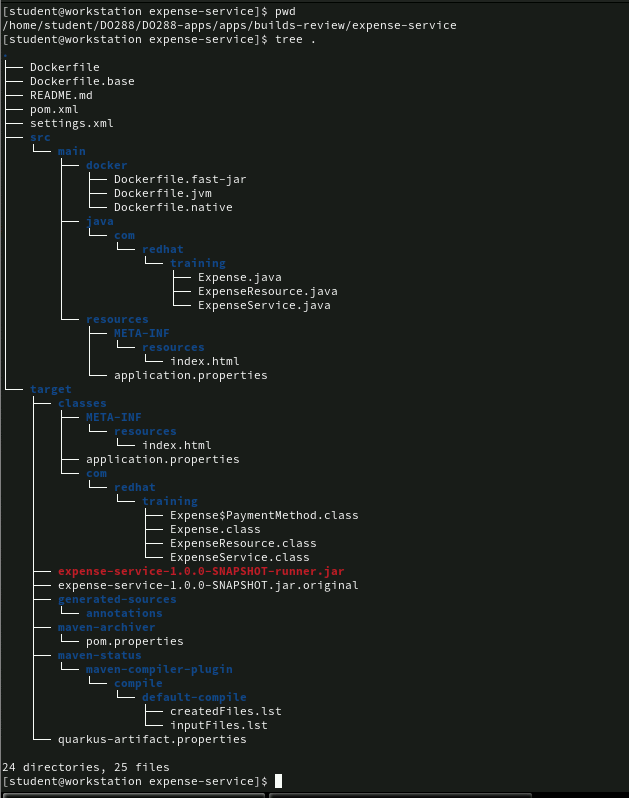 [student@workstation expense-service]$ pwd
/home/student/DO288/DO288-apps/apps/builds-review/expense-service
[student@workstation expense-service]$ tree .
.
├── Dockerfile
├── Dockerfile.base
├── README.md
├── pom.xml
├── settings.xml
├── src
│   └── main
│       ├── docker
│       │   ├── Dockerfile.fast-jar
│       │   ├── Dockerfile.jvm
│       │   └── Dockerfile.native
│       ├── java
│       │   └── com
│       │       └── redhat
│       │           └── training
│       │               ├── Expense.java
│       │               ├── ExpenseResource.java
│       │               └── ExpenseService.java
│       └── resources
│           ├── META-INF
│           │   └── resources
│           │       └── index.html
│           └── application.properties
└── target
    ├── classes
    │   ├── META-INF
    │   │   └── resources
    │   │       └── index.html
    │   ├── application.properties
    │   └── com
    │       └── redhat
    │           └── training
    │               ├── Expense$PaymentMethod.class
    │               ├── Expense.class
    │               ├── ExpenseResource.class
    │               └── ExpenseService.class
    ├── expense-service-1.0.0-SNAPSHOT-runner.jar
    ├── expense-service-1.0.0-SNAPSHOT.jar.original
    ├── generated-sources
    │   └── annotations
    ├── maven-archiver
    │   └── pom.properties
    ├── maven-status
    │   └── maven-compiler-plugin
    │       └── compile
    │           └── default-compile
    │               ├── createdFiles.lst
    │               └── inputFiles.lst
    └── quarkus-artifact.properties

24 directories, 25 files
[student@workstation expense-service]$